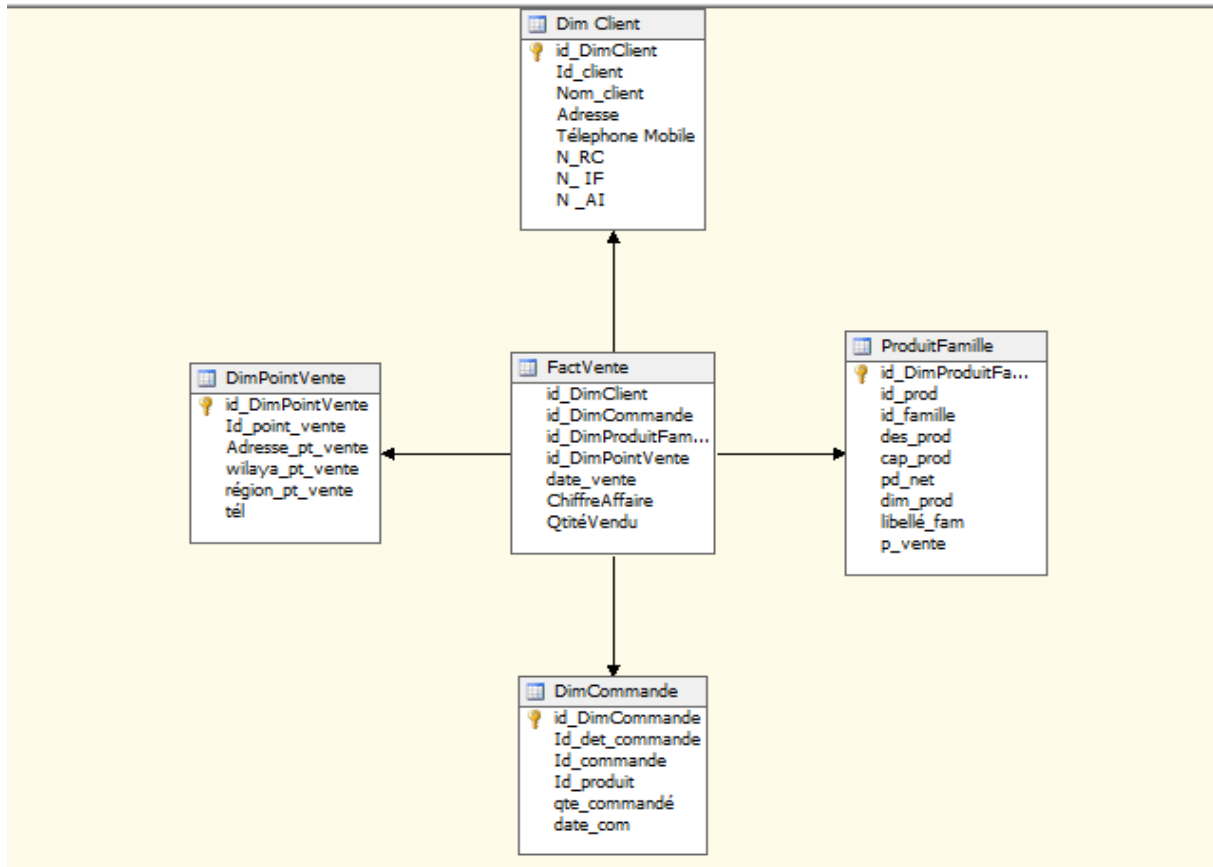 Dim Client
id_DimClient
Id_client
Nom_client
Adresse
Télephone Mobile
N_RC
N_ IF
N _AI
DimPointVente
id_DimPointVente
Id_point_vente
Adresse_pt_vente
wilaya_pt_vente
région_pt_vente
tél
FactVente
id_DimClient
id_DimCommande
id_DimProduitFam...
id_DimPointVente
date_vente
ChiffreAffaire
QtitéVendu
ProduitFamille
id_DimProduitFa...
id_prod
id_famille
des_prod
cap_prod
pd_net
dim_prod
libellé_fam
p_vente
DimCommande
id_DimCommande
Id_det_commande
Id_commande
Id_produit
qte_commandé
date_com